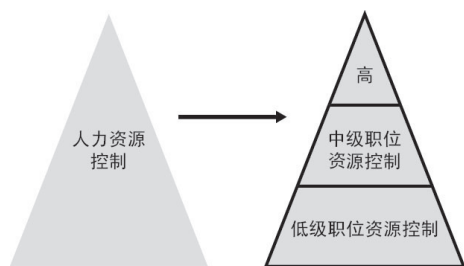 人力资源
控制
高
中级职位
资源控制
低级职位资源控制